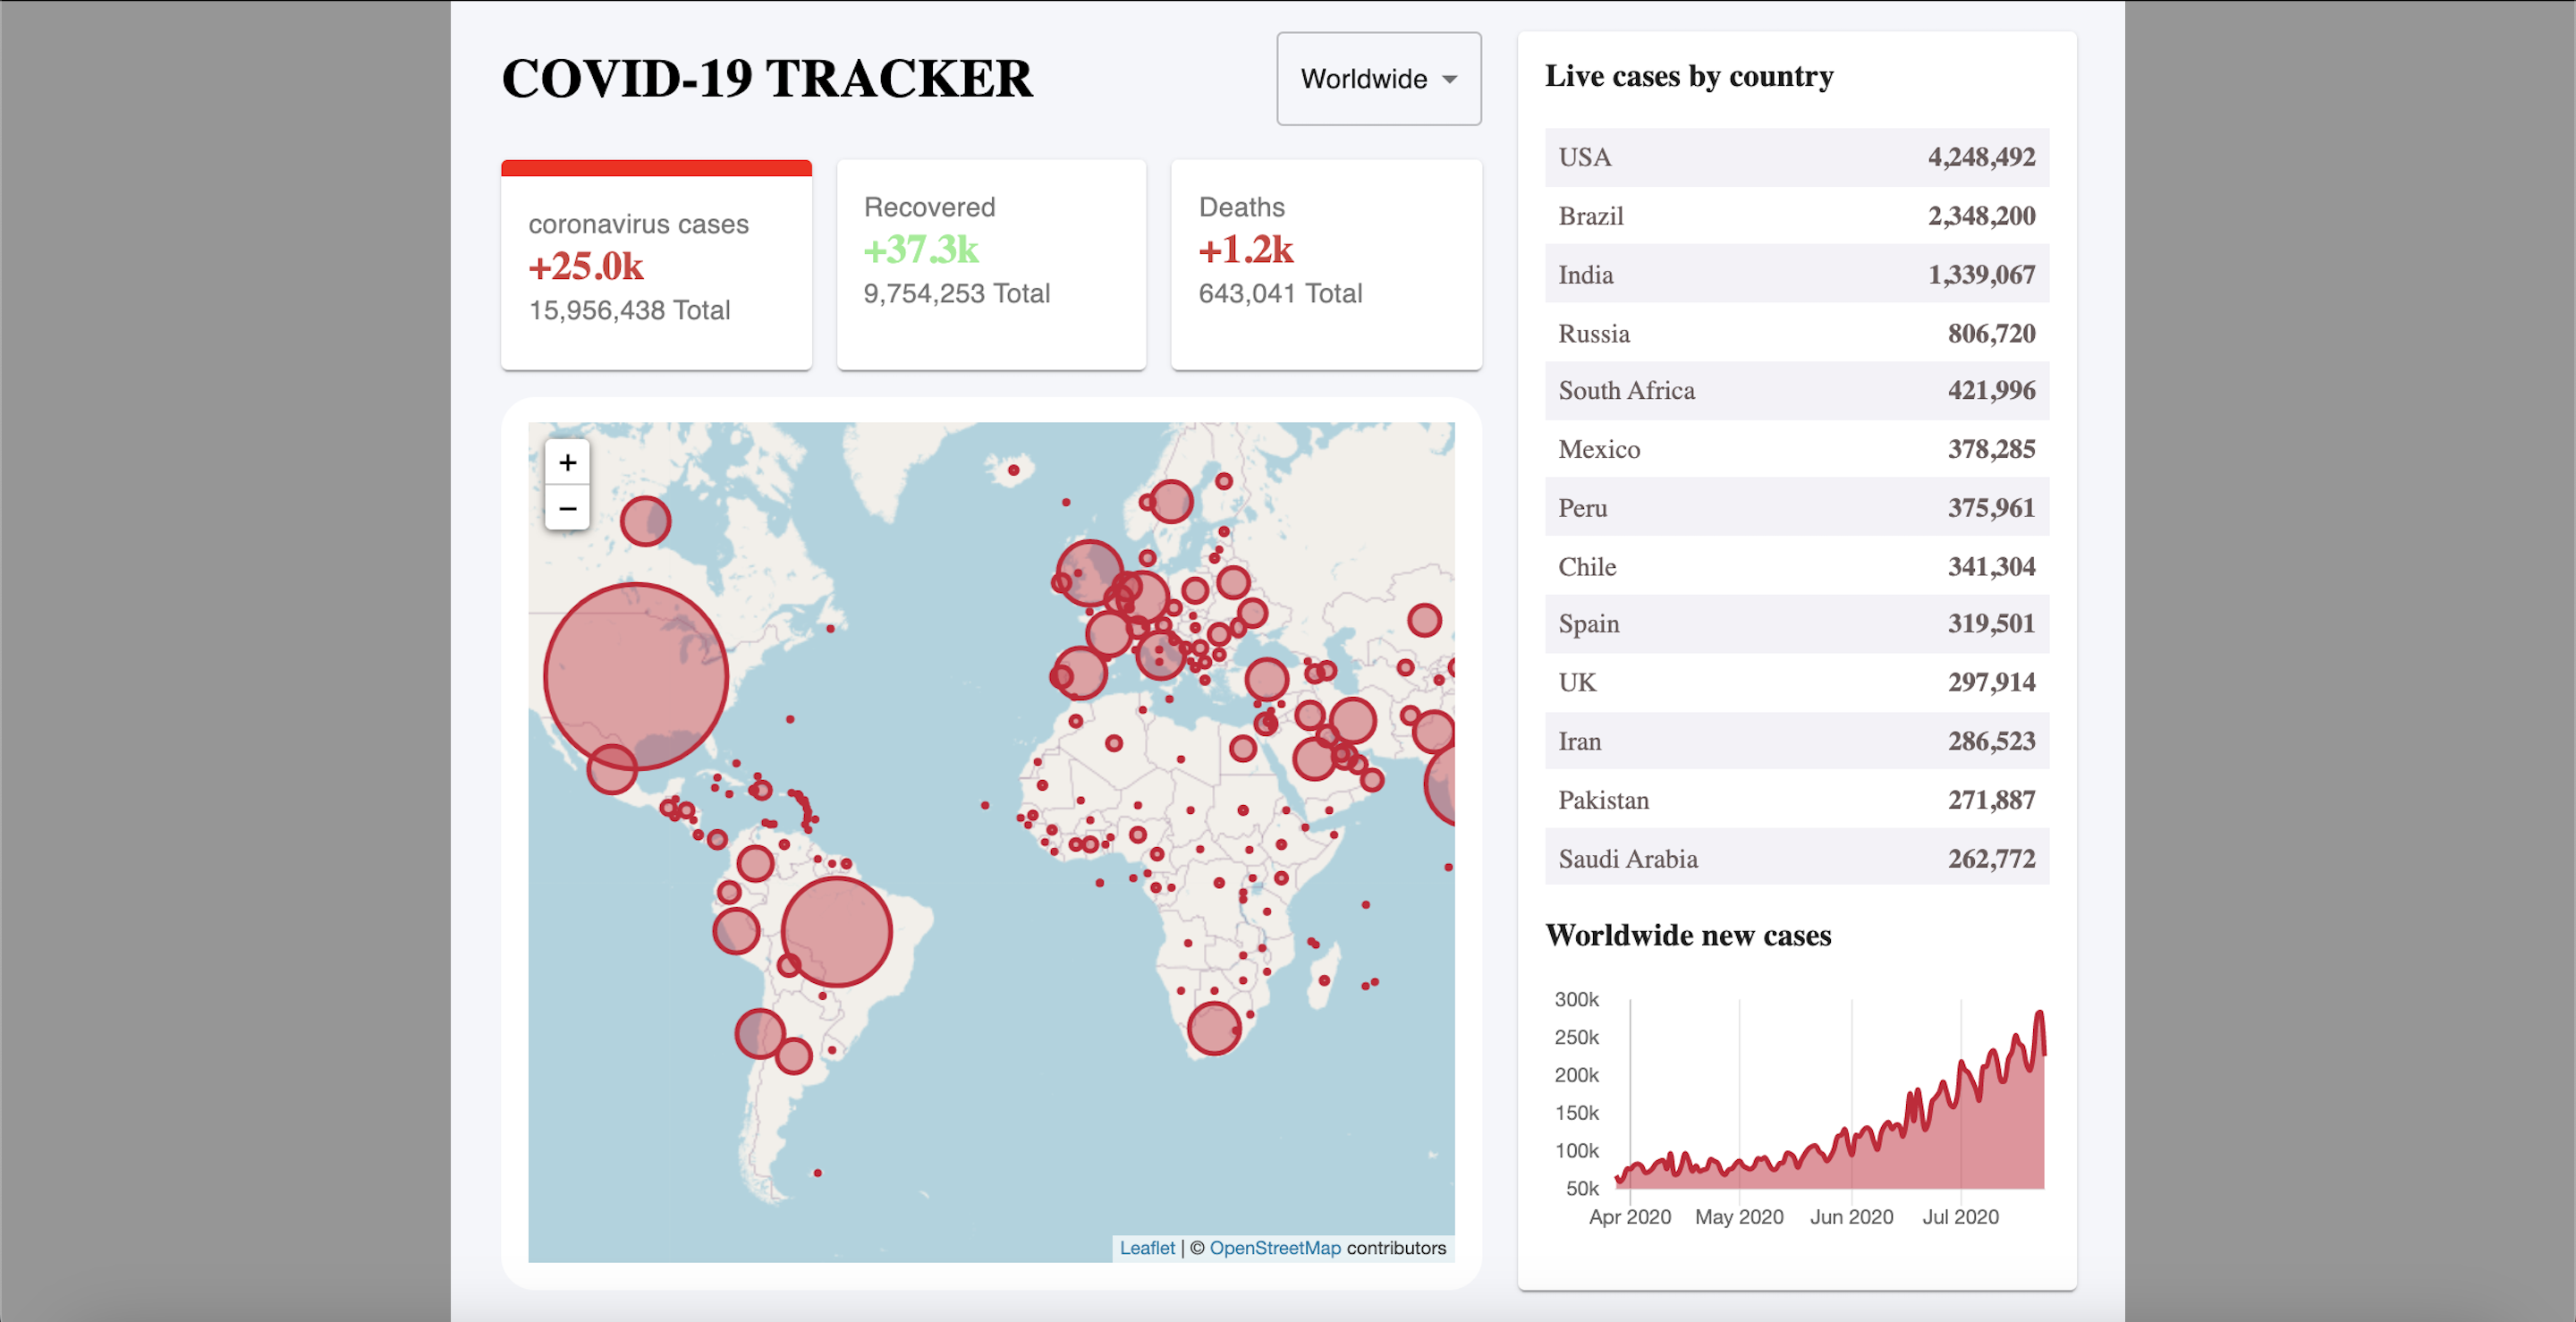 COVID-19 TRACKER
Worldwide
coronavirus cases
+25.0k
15,956,438 Total
Recovered
+37.3k
9,754,253 Total
Deaths
+1.2k
643,041 Total
+
−
Leaflet | © OpenStreetMap contributors
Live cases by country
USA 4,248,492
Brazil 2,348,200
India 1,339,067
Russia 806,720
South Africa 421,996
Mexico 378,285
Peru 375,961
Chile 341,304
Spain 319,501
UK 297,914
Iran 286,523
Pakistan 271,887
Saudi Arabia 262,772
Worldwide new cases
300k
250k
200k
150k
100k
50k
Apr 2020 May 2020 Jun 2020 Jul 2020